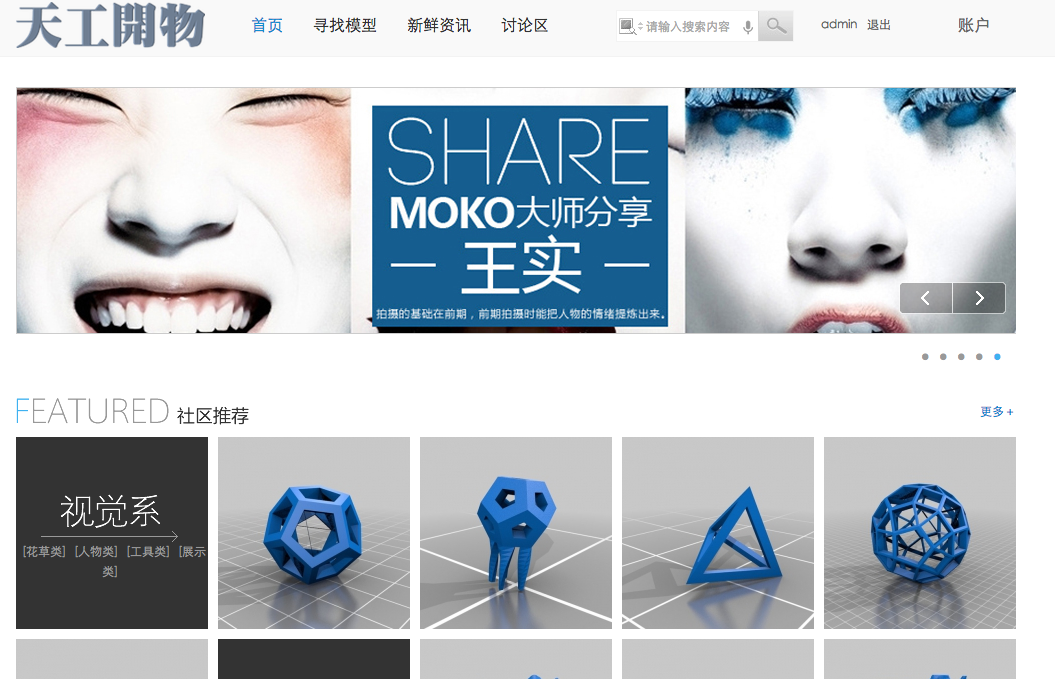 天工開物
首页 寻找模型 新鲜资讯 讨论区
请输入搜索内容
admin 退出
账户
SHARE
MOKO大师分享
王实
拍摄的基础在前期，前期拍摄时能把人物的情绪提炼出来。
FEATURED 社区推荐
更多 +
视觉系
[花草类] [人物类] [工具类] [展示
类]